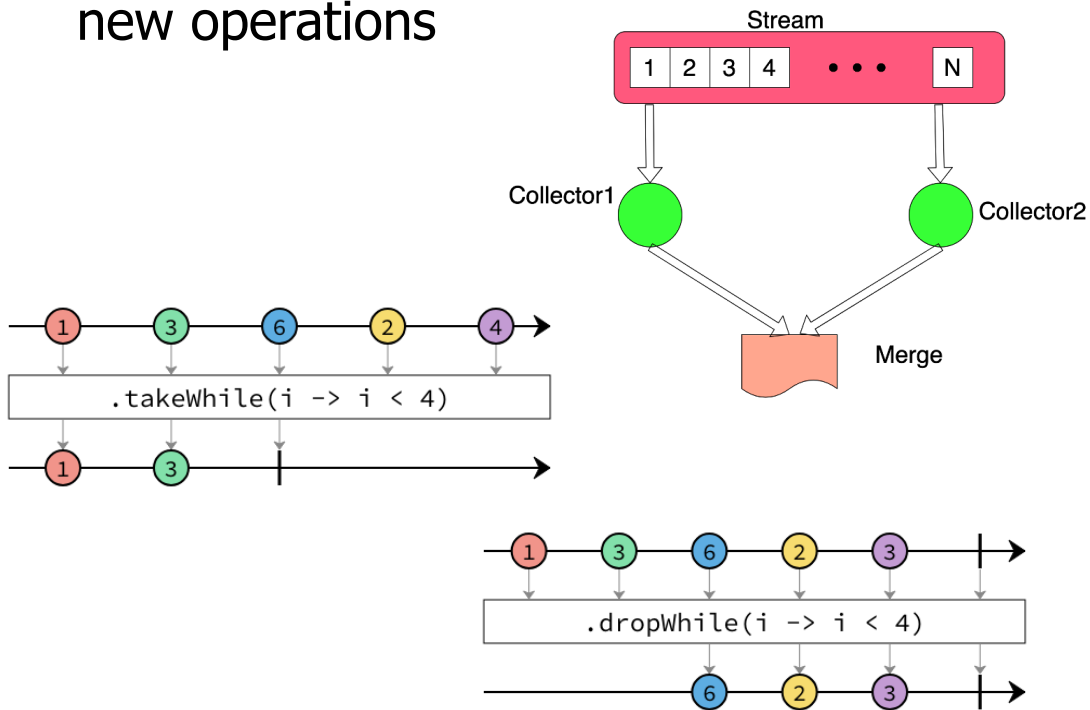 new operations
Stream
1 2 3 4 • • • N
Collector1
Collector2
Merge
1 3 6 2 4
.takeWhile(i -> i < 4)
1 3
1 3 6 2 3
.dropWhile(i -> i < 4)
6 2 3